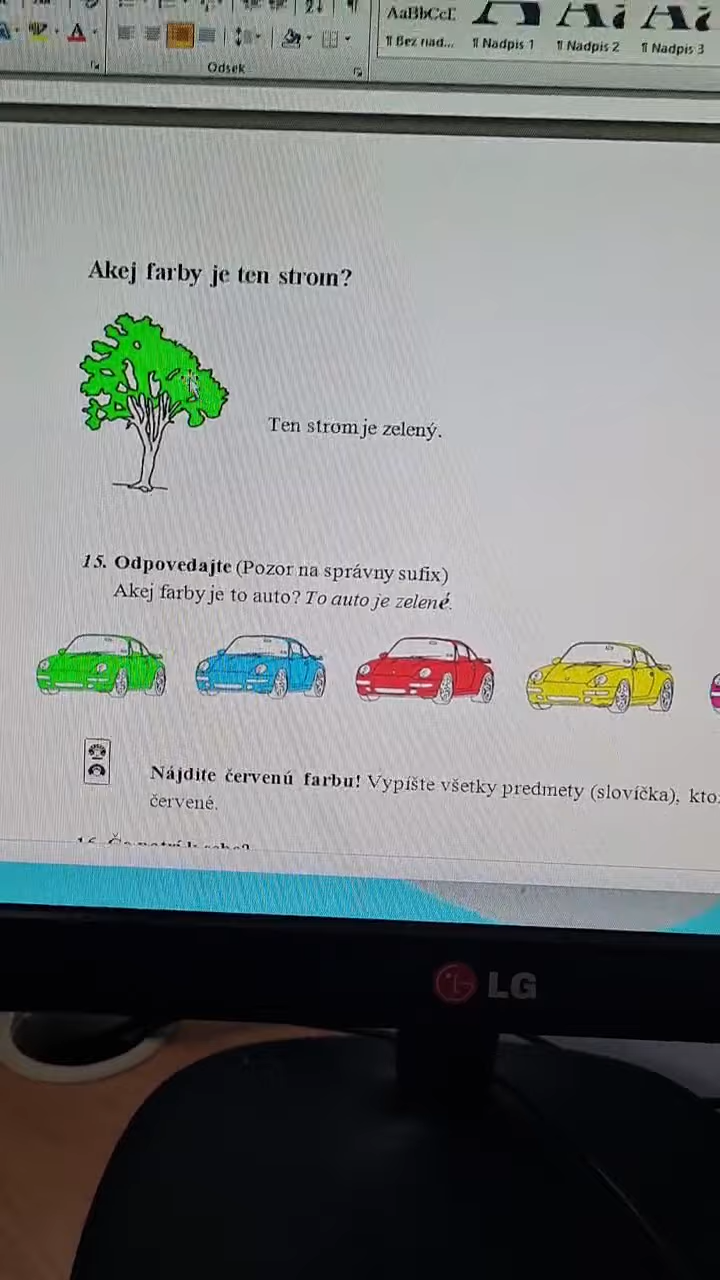 AaBbCcD
¶ Bez riad... ¶ Nadpis 1 ¶ Nadpis 2 ¶ Nadpis 3
Odsek
Akej farby je ten strom?
Ten strom je zelený.
15. Odpovedajte (Pozor na správny sufix)
Akej farby je to auto? To auto je zelené.
Nájdite červenú farbu! Vypíšte všetky predmety (slovíčka),
červené.
LG